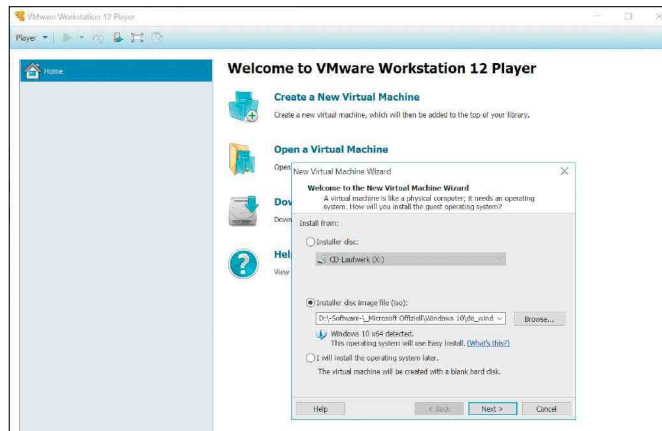 VMware Workstation 12 Player
Player
Home
Welcome to VMware Workstation 12 Player
Create a New Virtual Machine
Create a new virtual machine, which will then be added to the top of your library.
Open a Virtual Machine
Open
Dow
Down
Hel
View
New Virtual Machine Wizard
Welcome to the New Virtual Machine Wizard
A virtual machine is like a physical computer; it needs an operating
system. How will you install the guest operating system?
Install from:
Installer disc:
CD-Laufwerk (X:)
Installer disc image file (iso):
D:\-Software-\_Microsoft Offiziell\Windows 10\de_wind
Browse...
Windows 10 x64 detected.
This operating system will use Easy Install. (What's this?)
I will install the operating system later.
The virtual machine will be created with a blank hard disk.
Help
< Back
Next >
Cancel